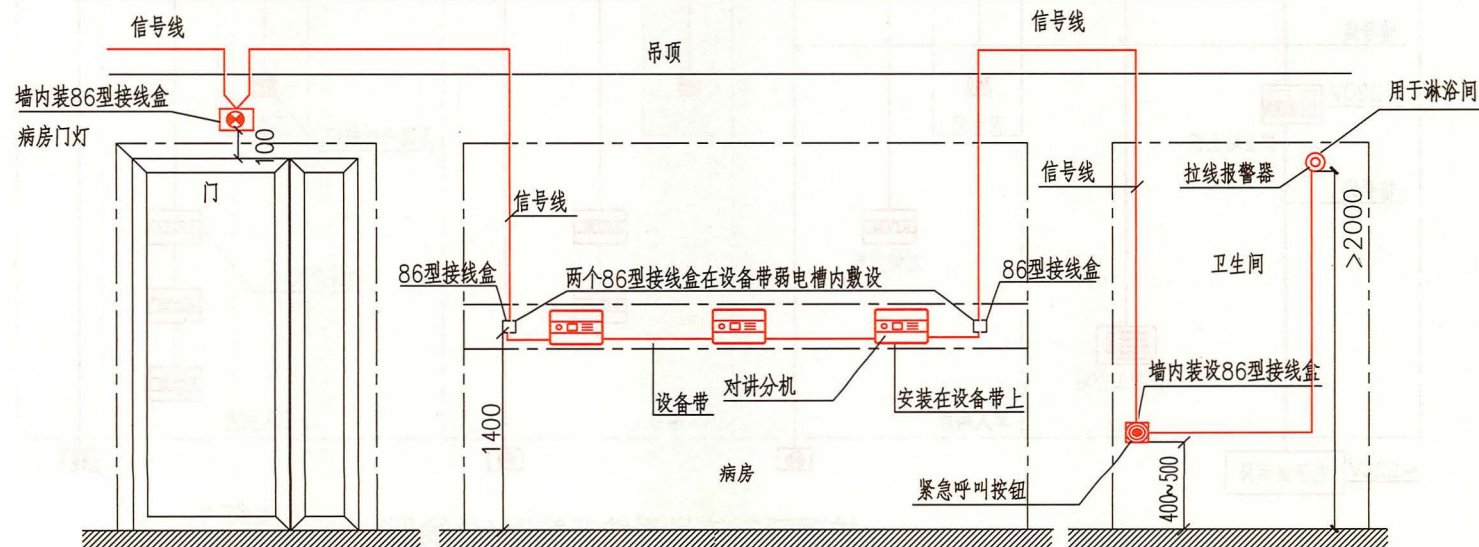 信号线
信号线
吊顶
墙内装86型接线盒
病房门灯
100
用于淋浴间
门
信号线
信号线
拉线报警器
>2000
卫生间
86型接线盒
两个86型接线盒在设备带弱电槽内敷设
86型接线盒
1400
设备带
对讲分机
安装在设备带上
墙内装设86型接线盒
病房
紧急呼叫按钮
400~500